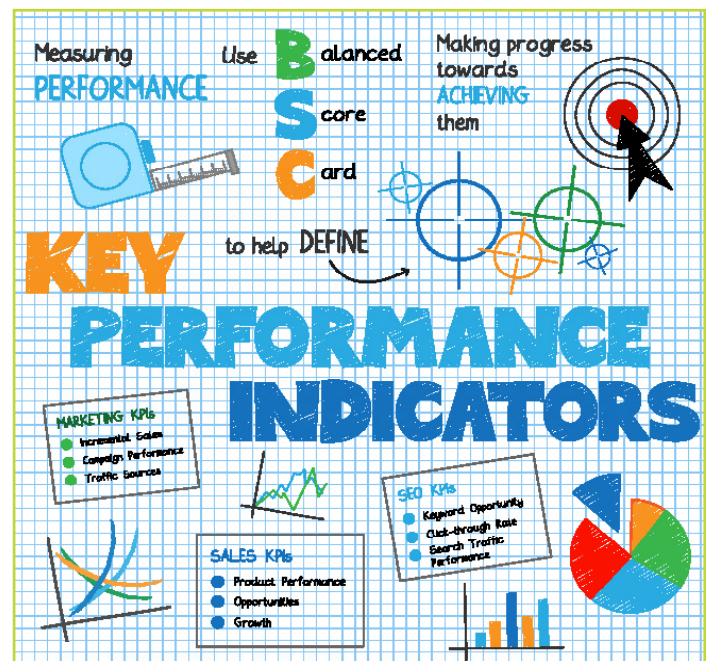 Measuring
PERFORMANCE
Use Balanced
Score
Card
to help DEFINE
Making progress
towards
ACHIEVING
them
KEY
PERFORMANCE
INDICATORS
MARKETING KPIs
Incremental Sales
Campaign Performance
Traffic Sources
SALES KPIs
Product Performance
Opportunities
Growth
SEO KPIs
Keyword Opportunity
Click-through Rate
Search Traffic
Performance